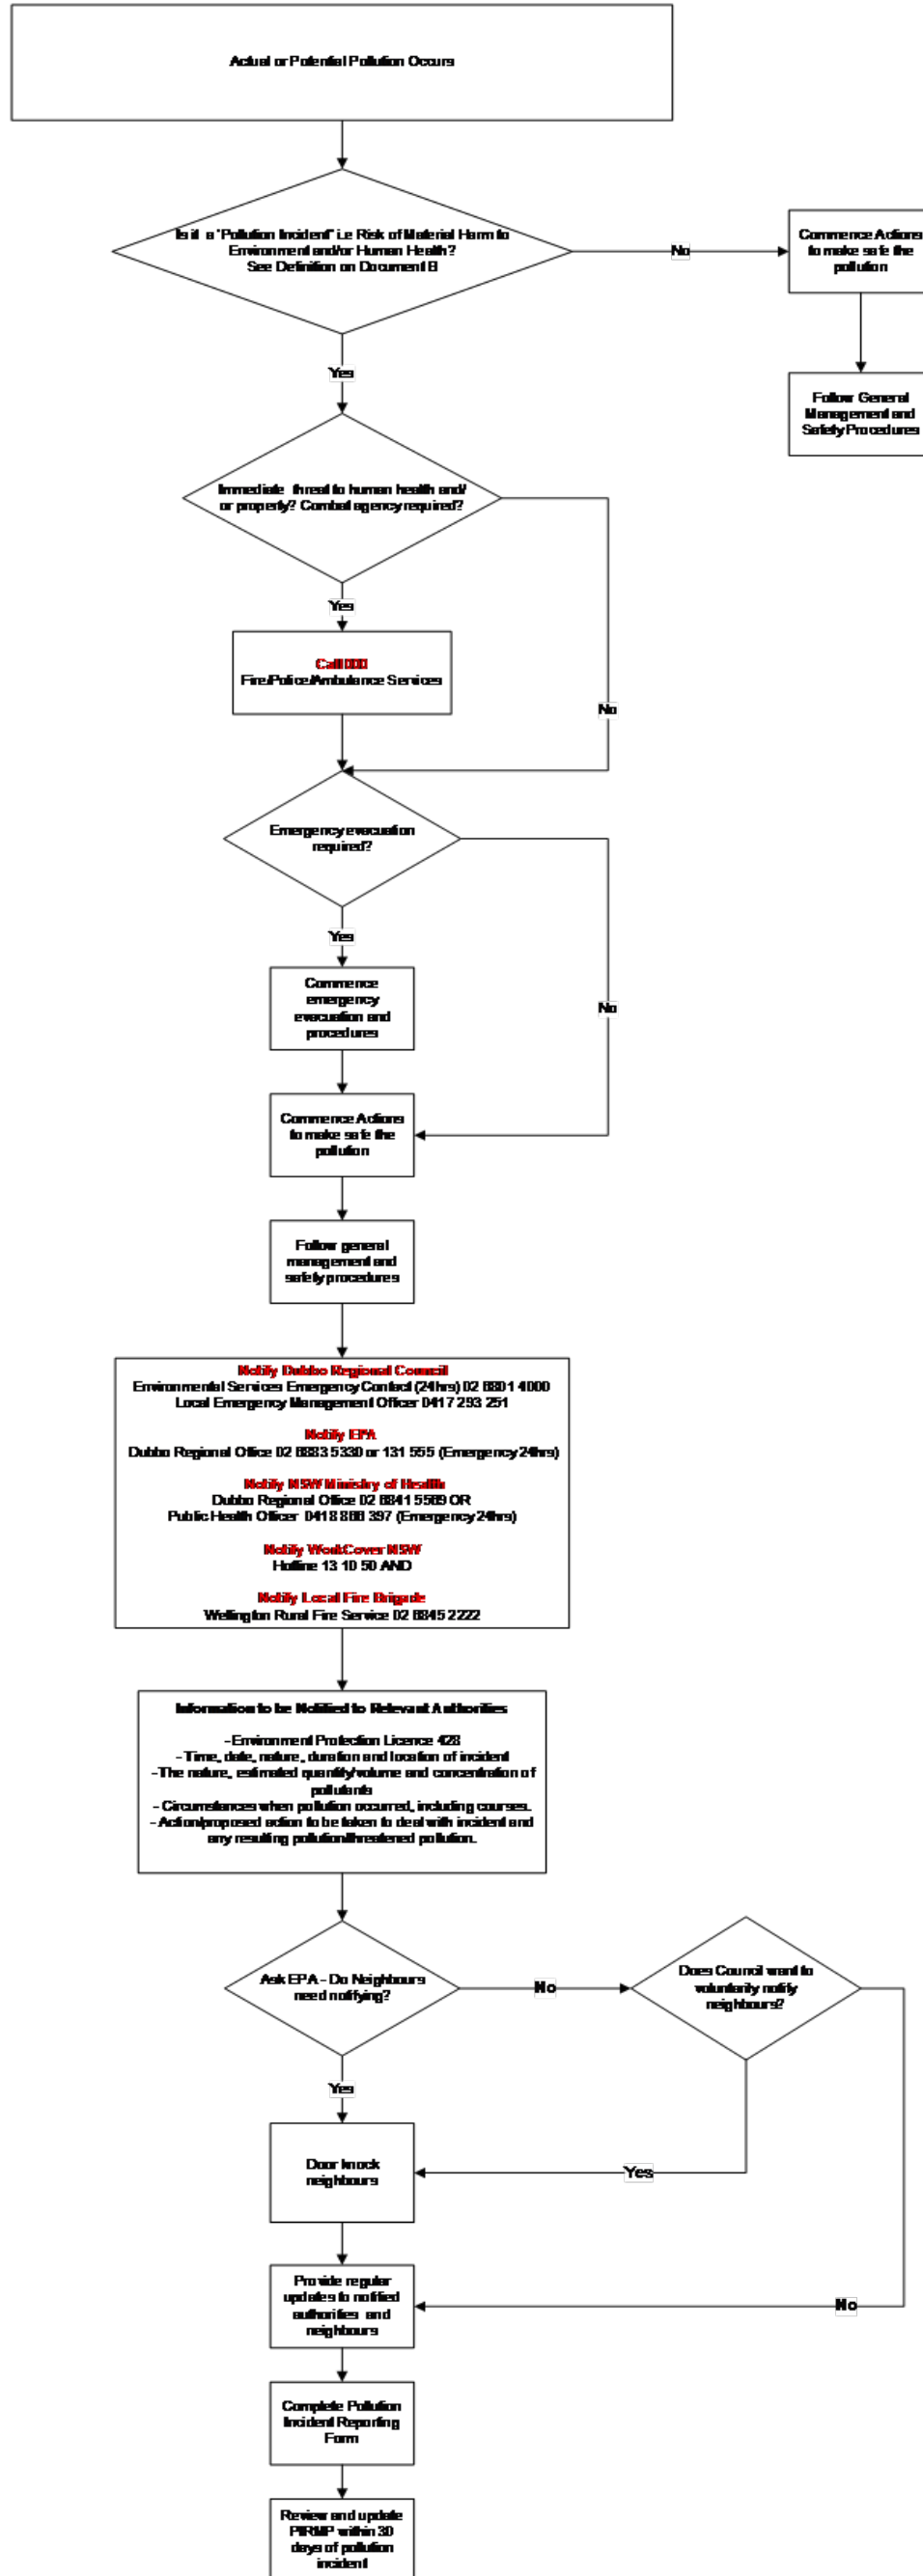 Actual or Potential Pollution Occurs
Is it a "Pollution Incident" i.e Risk of Material Harm to
Environment and/or Human Health?
See Definition on Document B
No
Commence Actions
to make safe the
pollution
Yes
Follow General
Management and
Safety Procedures
Immediate threat to human health and/
or property? Combat agency required?
Yes
Call 000
Fire/Police/Ambulance Services
No
Emergency evacuation
required?
Yes
Commence
emergency
evacuation and
procedures
No
Commence Actions
to make safe the
pollution
Follow general
management and
safety procedures
Notify Dubbo Regional Council
Environmental Services Emergency Contact (24hrs) 02 6801 4000
Local Emergency Management Officer 0417 293 251
Notify EPA
Dubbo Regional Office 02 6883 5330 or 131 555 (Emergency 24hrs)
Notify NSW Ministry of Health
Dubbo Regional Office 02 6841 5569 OR
Public Health Officer 0418 866 397 (Emergency 24hrs)
Notify WorkCover NSW
Hotline 13 10 50 AND
Notify Local Fire Brigade
Wellington Rural Fire Service 02 6845 2222
Information to be Notified to Relevant Authorities
- Environment Protection Licence 428
- Time, date, nature, duration and location of incident
- The nature, estimated quantity/volume and concentration of
pollutants
- Circumstances when pollution occurred, including courses.
- Action/proposed action to be taken to deal with incident and
any resulting pollution/threatened pollution.
Ask EPA - Do Neighbours
need notifying?
No
Does Council want to
voluntarily notify
neighbours?
Yes
Door knock
neighbours
Yes
Provide regular
updates to notified
authorities and
neighbours
No
Complete Pollution
Incident Reporting
Form
Review and update
PIRMP within 30
days of pollution
incident